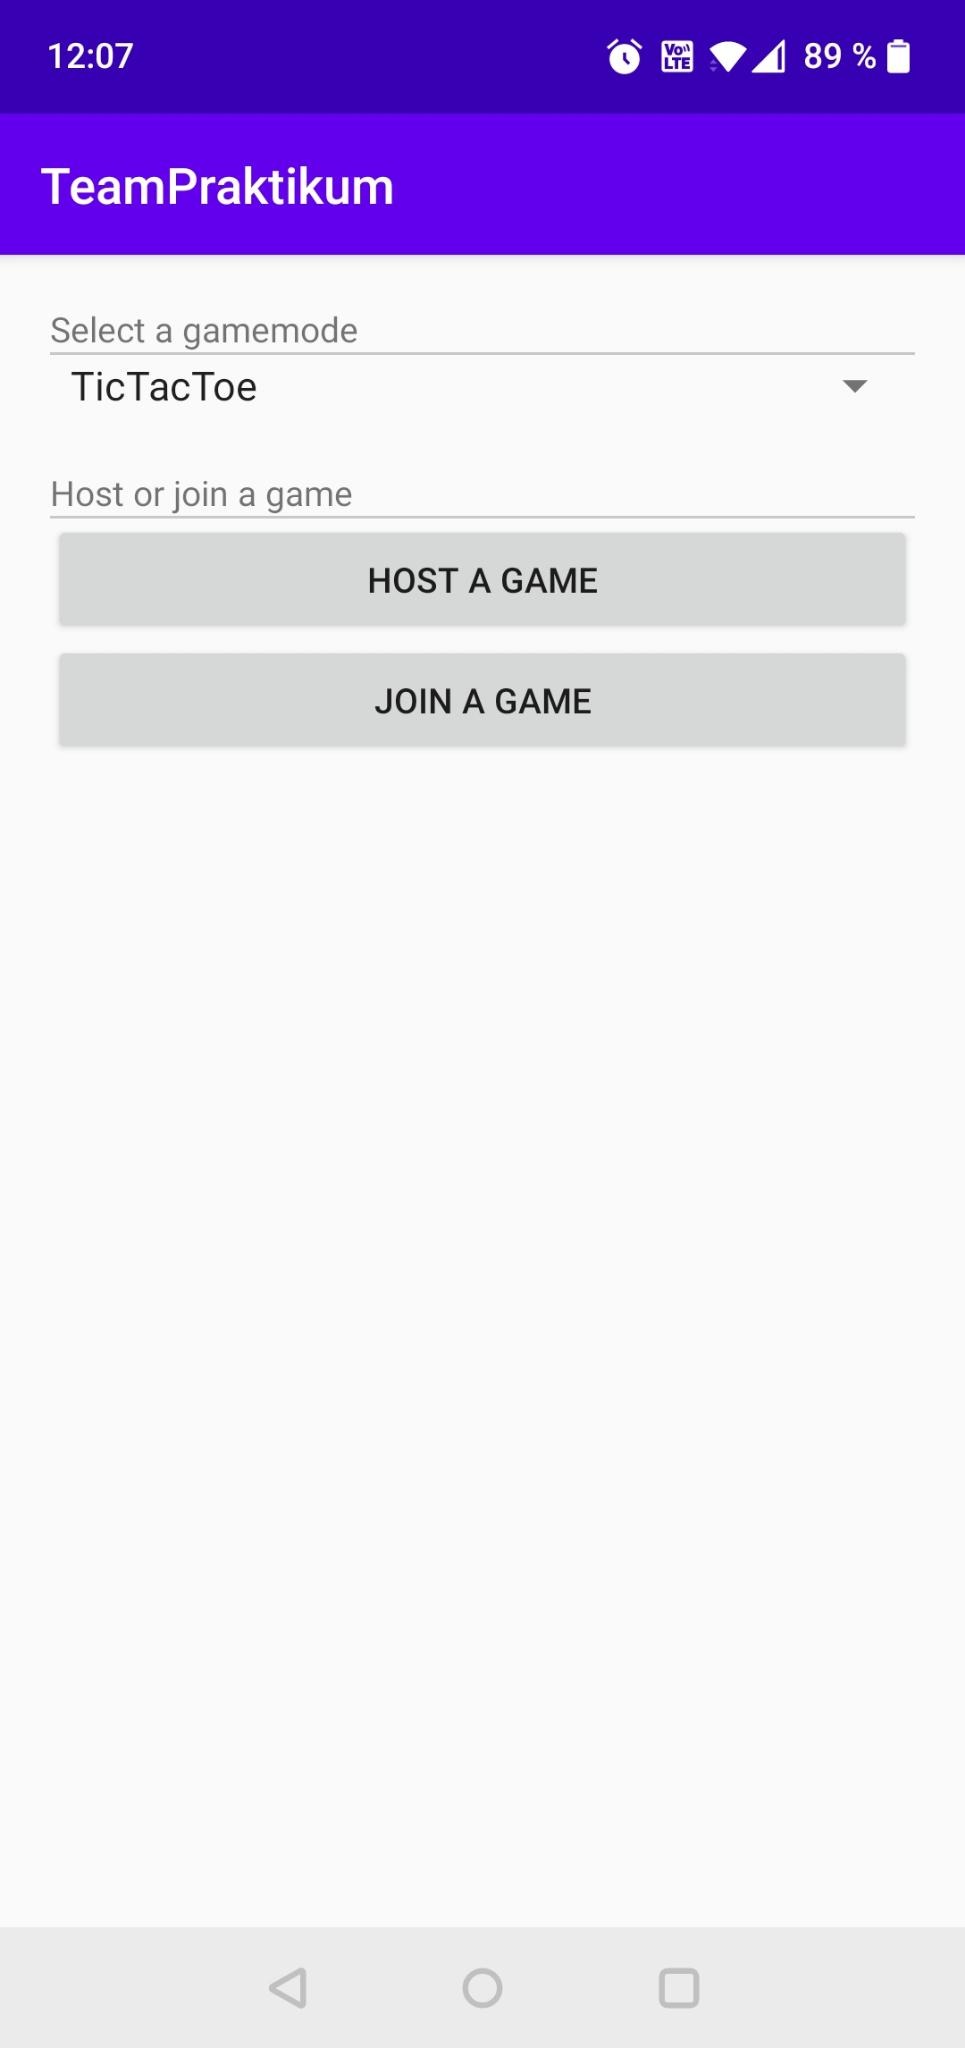 12:07
Vo)) LTE
89 %
TeamPraktikum
Select a gamemode
TicTacToe
Host or join a game
HOST A GAME
JOIN A GAME